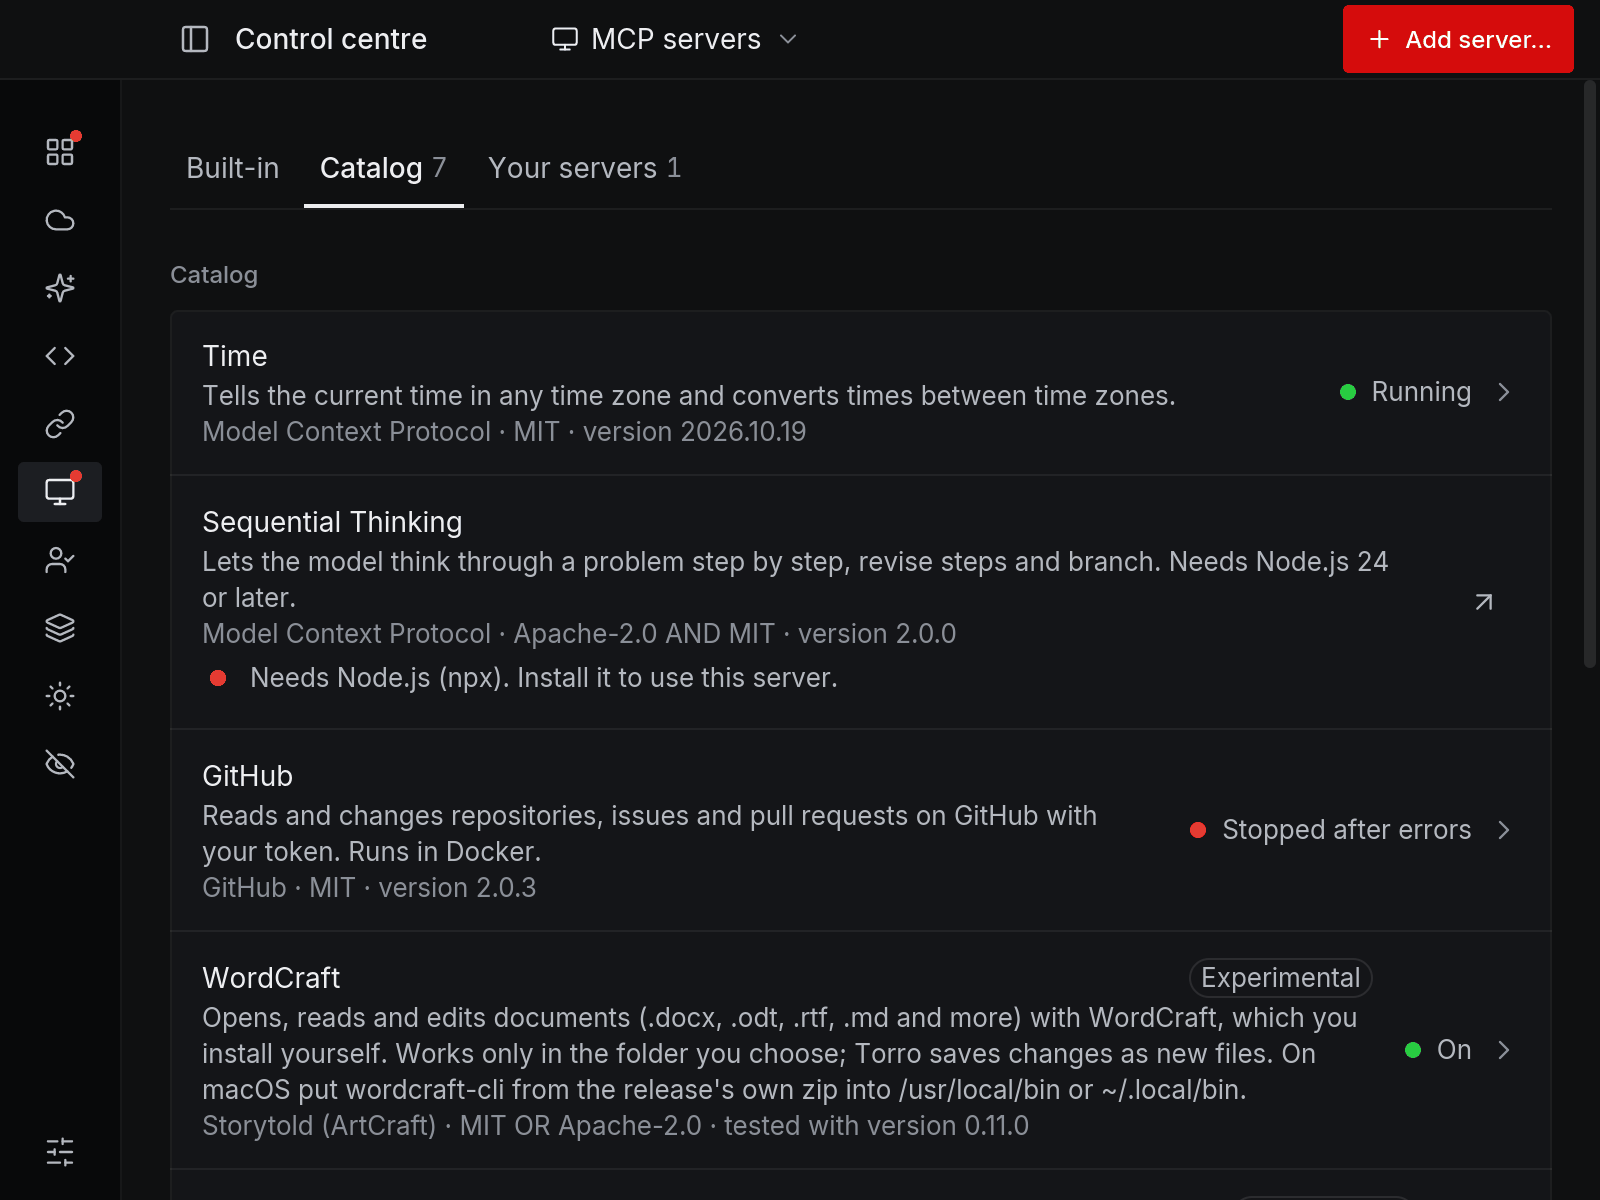 Control centre
MCP servers
Add server...
Built-in
Catalog 7
Your servers 1
Catalog
Time
Tells the current time in any time zone and converts times between time zones.
Model Context Protocol · MIT · version 2026.10.19
Running
Sequential Thinking
Lets the model think through a problem step by step, revise steps and branch. Needs Node.js 24
or later.
Model Context Protocol · Apache-2.0 AND MIT · version 2.0.0
Needs Node.js (npx). Install it to use this server.
GitHub
Reads and changes repositories, issues and pull requests on GitHub with
your token. Runs in Docker.
GitHub · MIT · version 2.0.3
Stopped after errors
WordCraft
Experimental
Opens, reads and edits documents (.docx, .odt, .rtf, .md and more) with WordCraft, which you
install yourself. Works only in the folder you choose; Torro saves changes as new files. On
macOS put wordcraft-cli from the release's own zip into /usr/local/bin or ~/.local/bin.
Storytold (ArtCraft) · MIT OR Apache-2.0 · tested with version 0.11.0
On